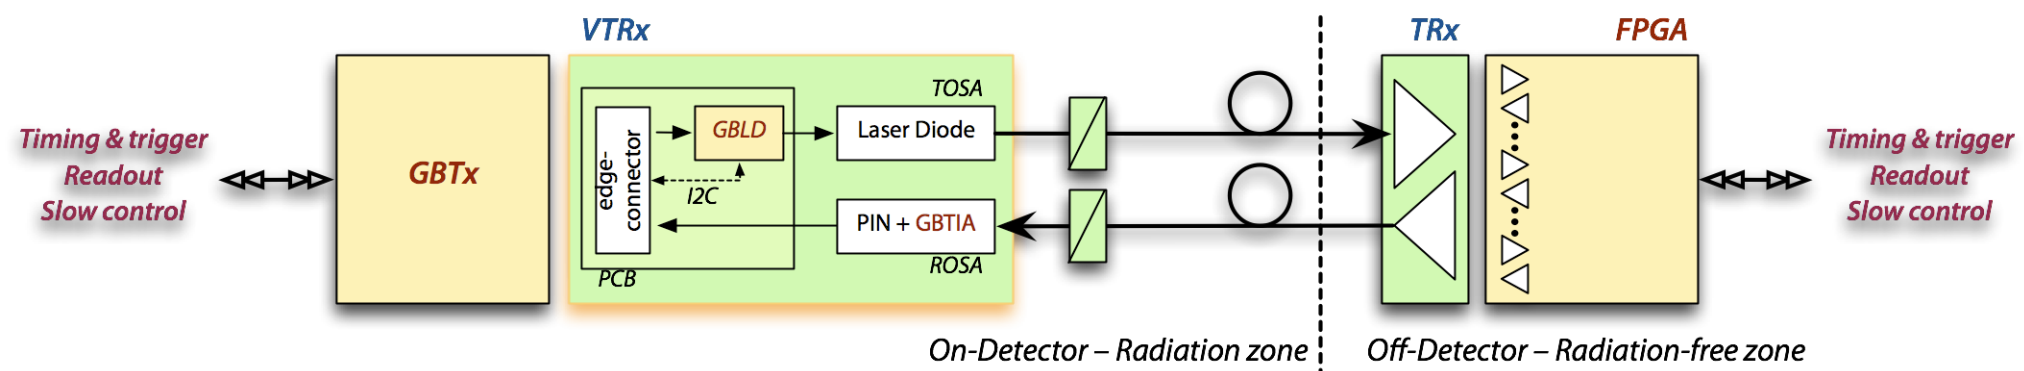 VTRx
TRx
FPGA
Timing & trigger
Readout
Slow control
GBTx
edge-
connector
GBLD
I2C
PCB
TOSA
Laser Diode
PIN + GBTIA
ROSA
Timing & trigger
Readout
Slow control
On-Detector – Radiation zone
Off-Detector – Radiation-free zone